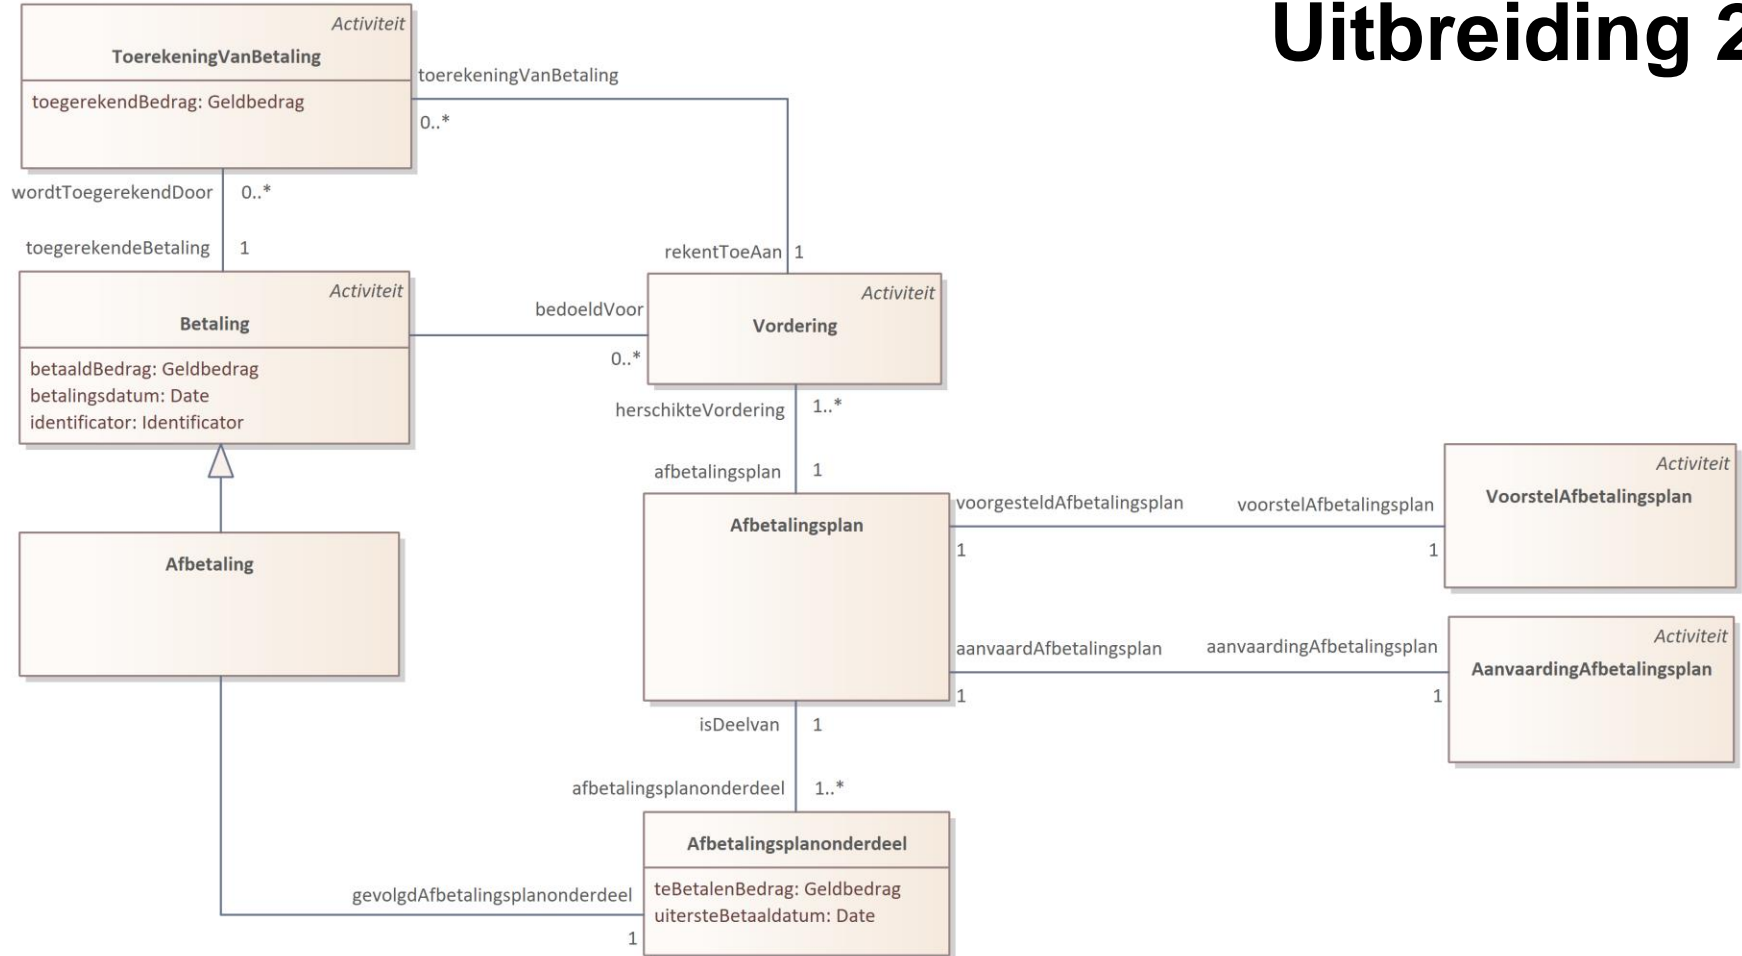 Uitbreiding 2
Activiteit
ToerekeningVanBetaling
toegerekendBedrag: Geldbedrag
toerekeningVanBetaling
0..*
wordtToegerekendDoor
0..*
toegerekendeBetaling
1
rekentToeAan
1
Activiteit
Betaling
betaaldBedrag: Geldbedrag
betalingsdatum: Date
identificator: Identificator
bedoeldVoor
0..*
Activiteit
Vordering
herschikteVordering
1..*
afbetalingsplan
1
Afbetaling
Afbetalingsplan
voorgesteldAfbetalingsplan
1
voorstelAfbetalingsplan
1
Activiteit
VoorstelAfbetalingsplan
aanvaardAfbetalingsplan
1
aanvaardingAfbetalingsplan
1
Activiteit
AanvaardingAfbetalingsplan
isDeelvan
1
afbetalingsplanonderdeel
1..*
Afbetalingsplanonderdeel
teBetalenBedrag: Geldbedrag
uitersteBetaaldatum: Date
gevolgdAfbetalingsplanonderdeel
1